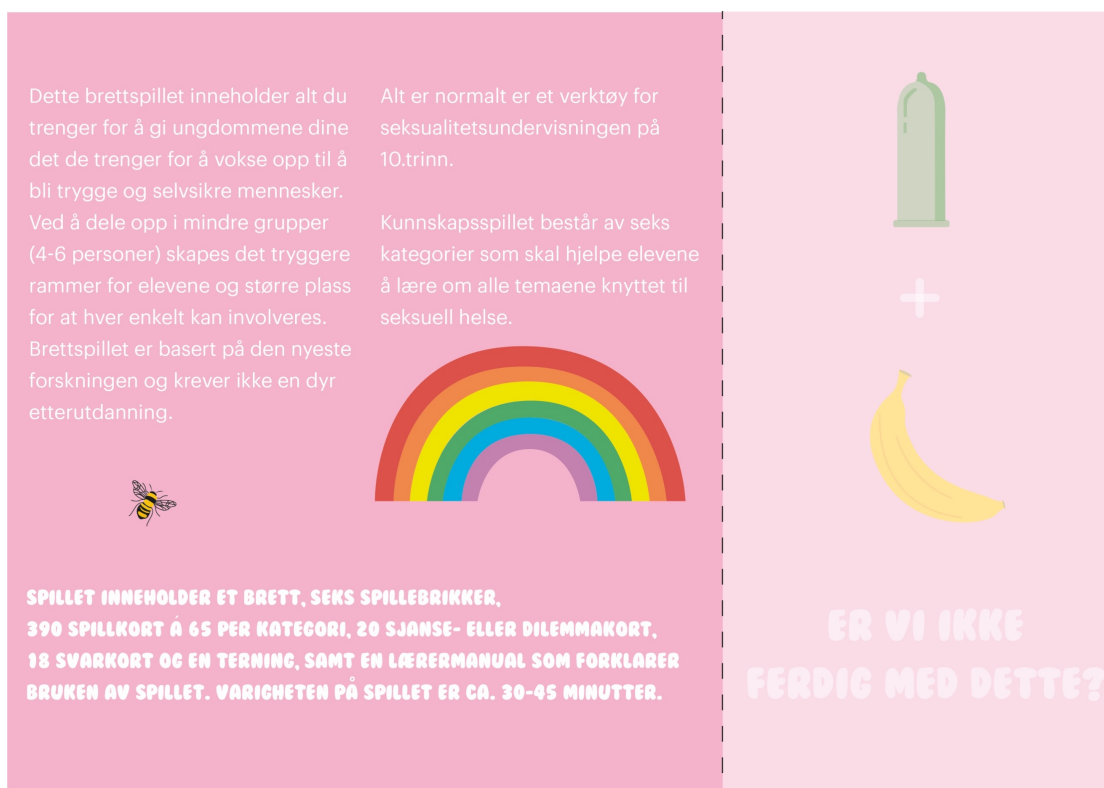 Dette brettspillet inneholder alt du
trenger for å gi ungdommene dine
det de trenger for å vokse opp til å
bli trygge og selvsikre mennesker.
Ved å dele opp i mindre grupper
(4-6 personer) skapes det tryggere
rammer for elevene og større plass
for at hver enkelt kan involveres.
Brettspillet er basert på den nyeste
forskningen og krever ikke en dyr
etterutdanning.
Alt er normalt er et verktøy for
seksualitetsundervisningen på
10.trinn.
Kunnskapsspillet består av seks
kategorier som skal hjelpe elevene
å lære om alle temaene knyttet til
seksuell helse.
SPILLET INNEHOLDER ET BRETT, SEKS SPILLEBRIKKER,
390 SPILLKORT Á 65 PER KATEGORI, 20 SJANSE- ELLER DILEMMAKORT,
18 SVARKORT OG EN TERNING, SAMT EN LÆRERMANUAL SOM FORKLARER
BRUKEN AV SPILLET. VARIGHETEN PÅ SPILLET ER CA. 30-45 MINUTTER.
+
ER VI IKKE
FERDIG MED DETTE?